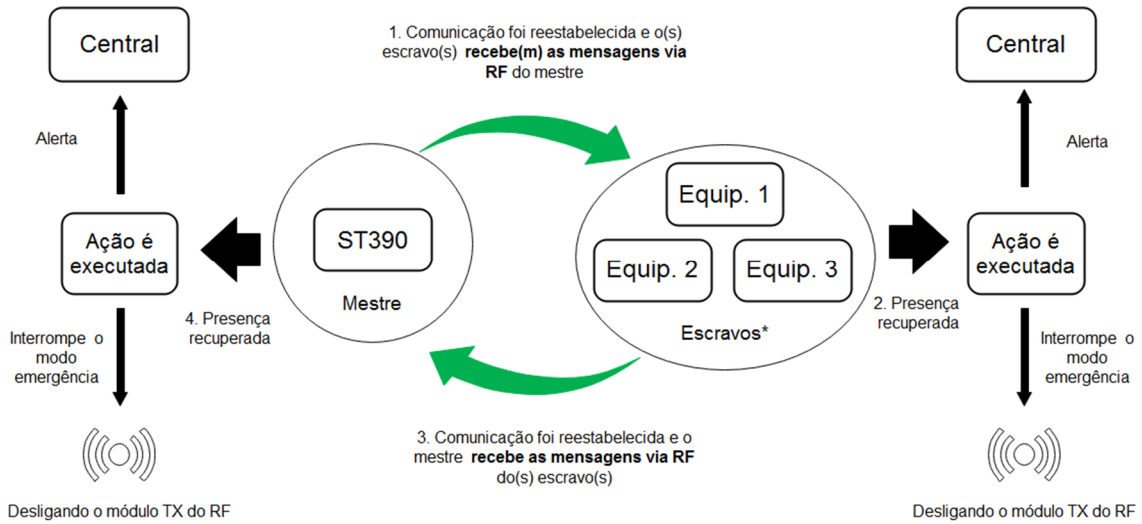 Central
Alerta
Ação é
executada
Interrompe o
modo
emergência
Desligando o módulo TX do RF
4. Presença
recuperada
ST390
Mestre
1. Comunicação foi reestabelecida e o(s)
escravo(s) recebe(m) as mensagens via
RF do mestre
Equip. 1
Equip. 2
Equip. 3
Escravos*
3. Comunicação foi reestabelecida e o
mestre recebe as mensagens via RF
do(s) escravo(s)
2. Presença
recuperada
Central
Alerta
Ação é
executada
Interrompe o
modo
emergência
Desligando o módulo TX do RF